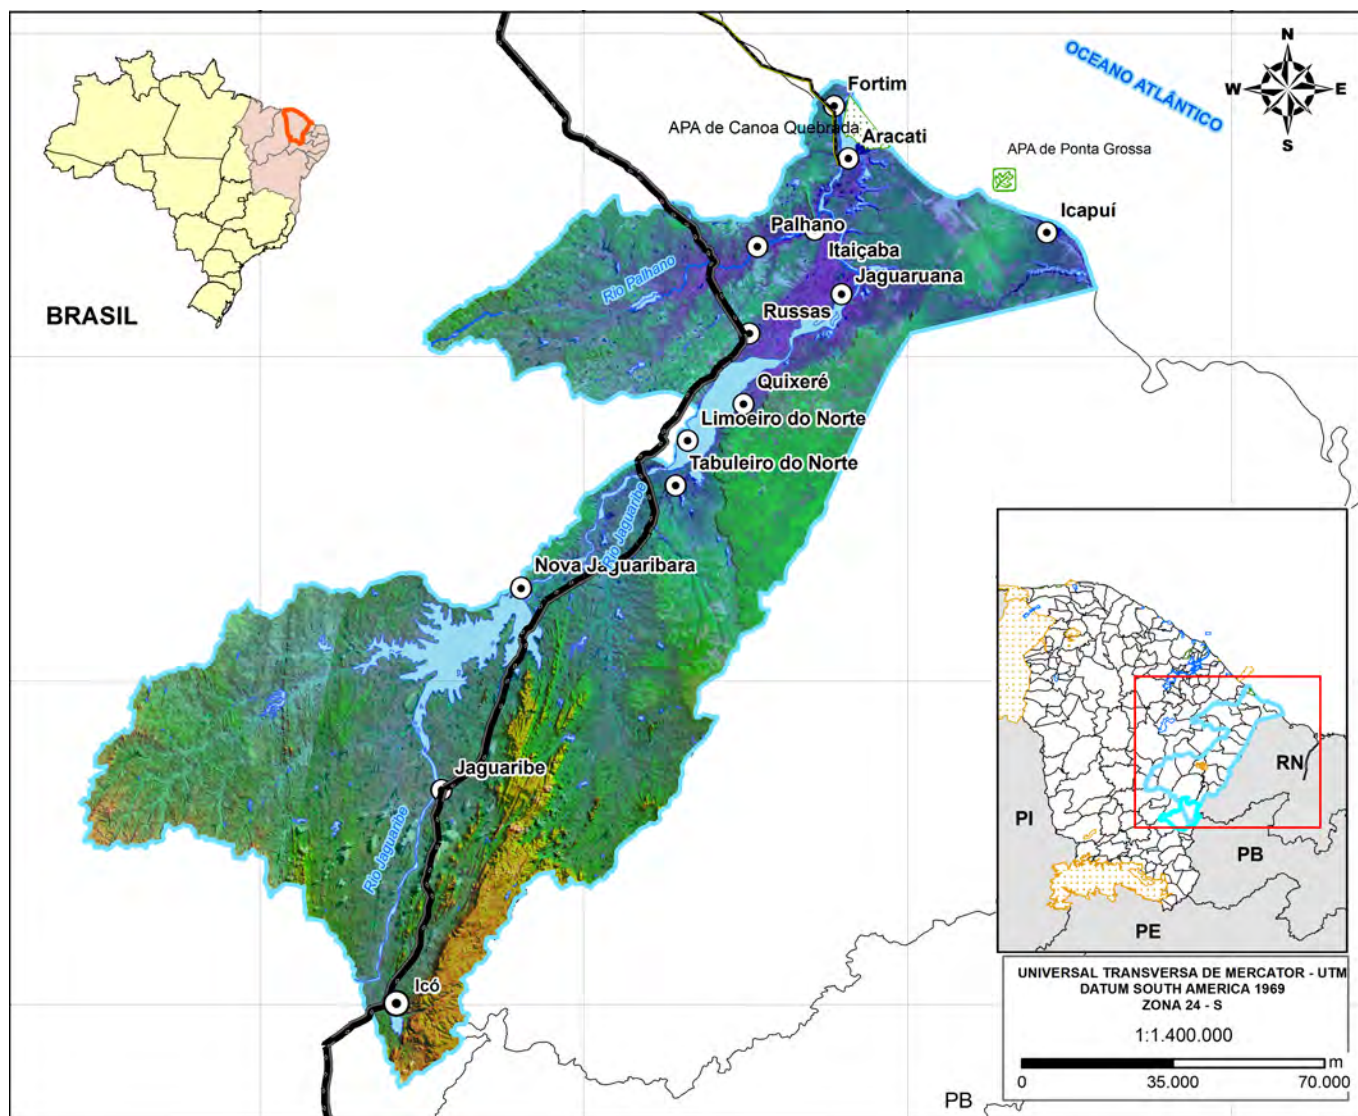 N
W
E
S
OCEANO ATLÂNTICO
BRASIL
Fortim
APA de Canoa Quebrada
Aracati
APA de Ponta Grossa
Icapuí
Palhano
Itaiçaba
Rio Palhano
Jaguaruana
Russas
Quixeré
Limoeiro do Norte
Tabuleiro do Norte
Rio Jaguaribe
Nova Jaguaribara
Jaguaribe
Rio Jaguaribe
Icó
RN
PI
PB
PE
UNIVERSAL TRANSVERSA DE MERCATOR - UTM
DATUM SOUTH AMERICA 1969
ZONA 24 - S
1:1.400.000
m
0 35.000 70.000
PB